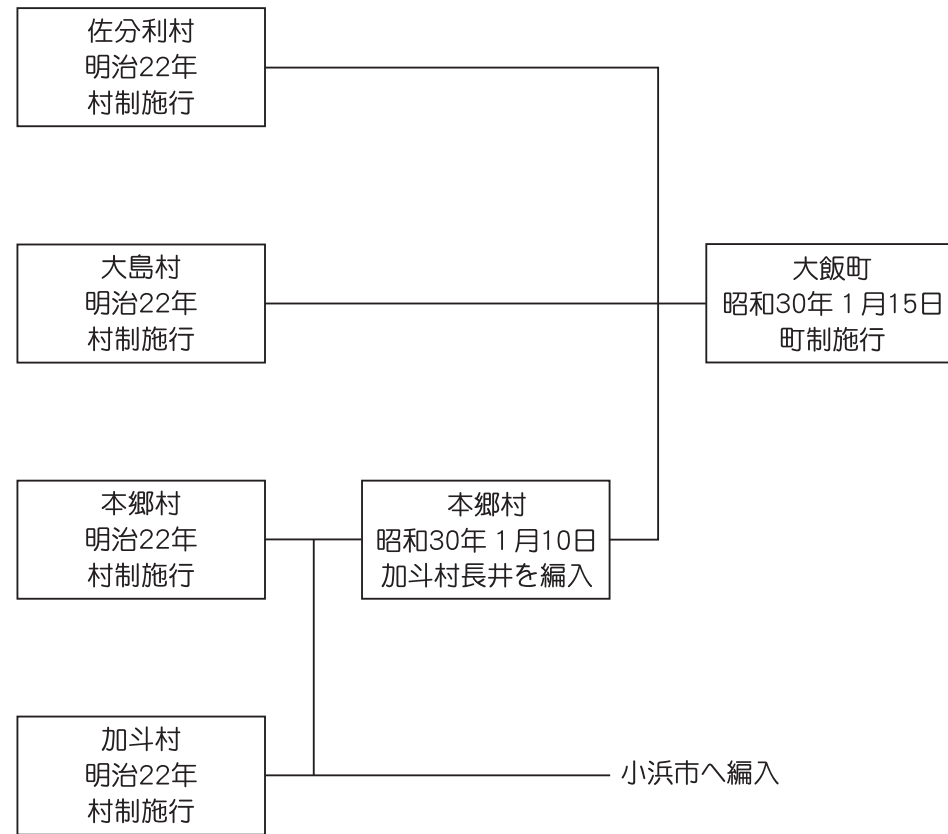 佐分利村
明治22年
村制施行
大島村
明治22年
村制施行
大飯町
昭和30年1月15日
町制施行
本郷村
明治22年
村制施行
本郷村
昭和30年1月10日
加斗村長井を編入
加斗村
明治22年
村制施行
小浜市へ編入